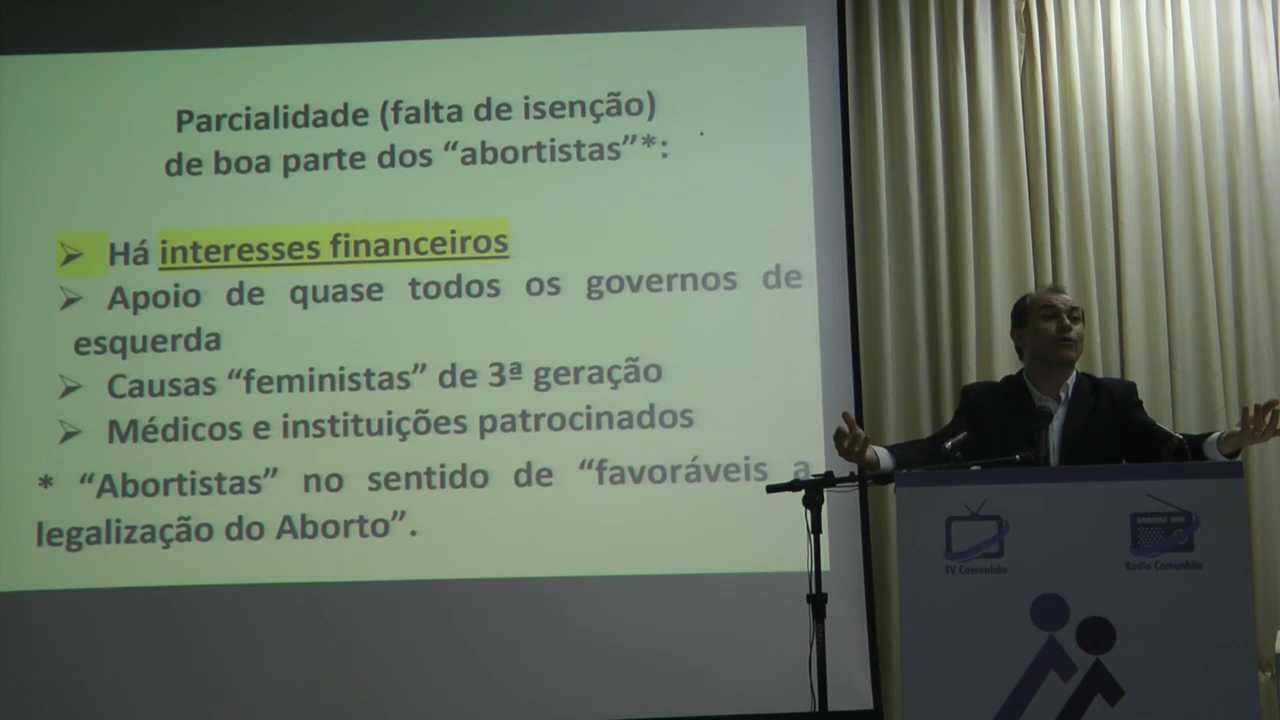 Parcialidade (falta de isenção)
de boa parte dos “abortistas”*:
Há interesses financeiros
Apoio de quase todos os governos de
esquerda
Causas “feministas” de 3ª geração
Médicos e instituições patrocinados
* “Abortistas” no sentido de “favoráveis a
legalização do Aborto”.
TV Comunhão
Rádio Comunhão